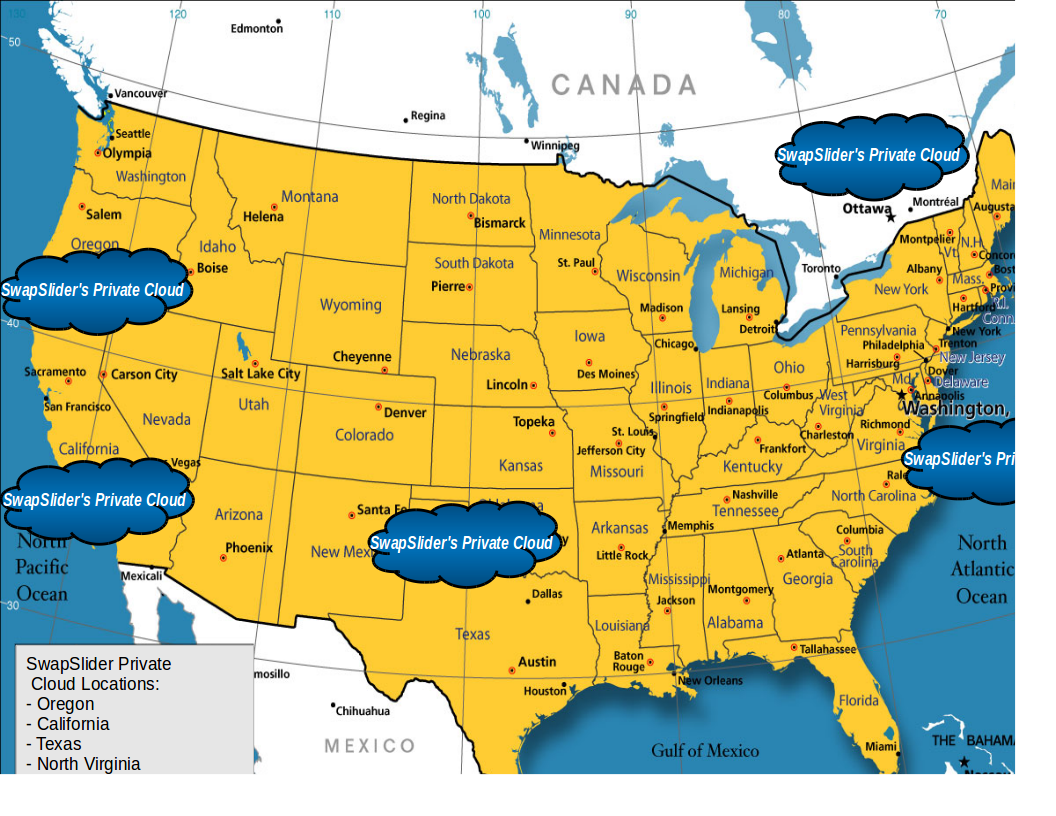 130
120
110
100
90
80
70
50
Edmonton
CANADA
Vancouver
Regina
Winnipeg
Seattle
Olympia
Washington
SwapSlider's Private Cloud
Ottawa
Montréal
Montana
Helena
North Dakota
Bismarck
Salem
Augusta
Oregon
Idaho
Minnesota
Montpelier
N.H.
Vt.
Concor
Boise
South Dakota
St. Paul
Wisconsin
Michigan
Toronto
Albany
Mass.
Bost
SwapSlider's Private Cloud
Pierre
New York
Provi
R.I.
Wyoming
Madison
Lansing
Hartford
Conn
40
Detroit
Pennsylvania
New York
Iowa
Chicago
Philadelphia
Trenton
Cheyenne
Nebraska
Harrisburg
New Jersey
Sacramento
Carson City
Salt Lake City
Des Moines
Ohio
Dover
Md.
Delaware
Lincoln
Illinois
Indiana
Columbus
West
Virginia
Annapolis
San Francisco
Utah
Denver
Indianapolis
Washington,
Nevada
Topeka
Springfield
Richmond
Colorado
St. Louis
Charleston
California
Jefferson City
Frankfort
Virginia
Vegas
Kansas
Missouri
Kentucky
SwapSlider's Pri
SwapSlider's Private Cloud
Nashville
North Carolina
Santa Fe
Tennessee
Arizona
Arkansas
Memphis
Columbia
North
Pacific
Ocean
Phoenix
New Mex
SwapSlider's Private Cloud
Little Rock
Atlanta
South
Carolina
North
Atlantic
Ocean
Mexicali
Mississippi
Georgia
Montgomery
30
Dallas
Jackson
Texas
Louisiana
Alabama
Austin
Baton
Rouge
Tallahassee
Houston
New Orleans
SwapSlider Private
Cloud Locations:
- Oregon
- California
- Texas
- North Virginia
mosillo
Chihuahua
MEXICO
Gulf of Mexico
Florida
Miami
THE BAHAMA